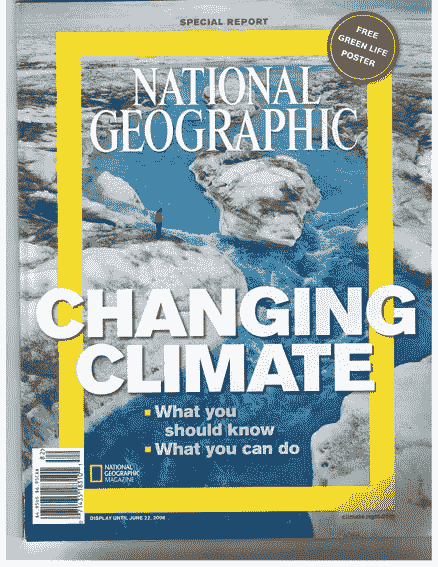 SPECIAL REPORT
FREE
GREEN LIFE
POSTER
NATIONAL
GEOGRAPHIC
CHANGING
CLIMATE
What you
should know
What you can do
NATIONAL
GEOGRAPHIC
MAGAZINE
DISPLAY UNTIL JUNE 22, 2008